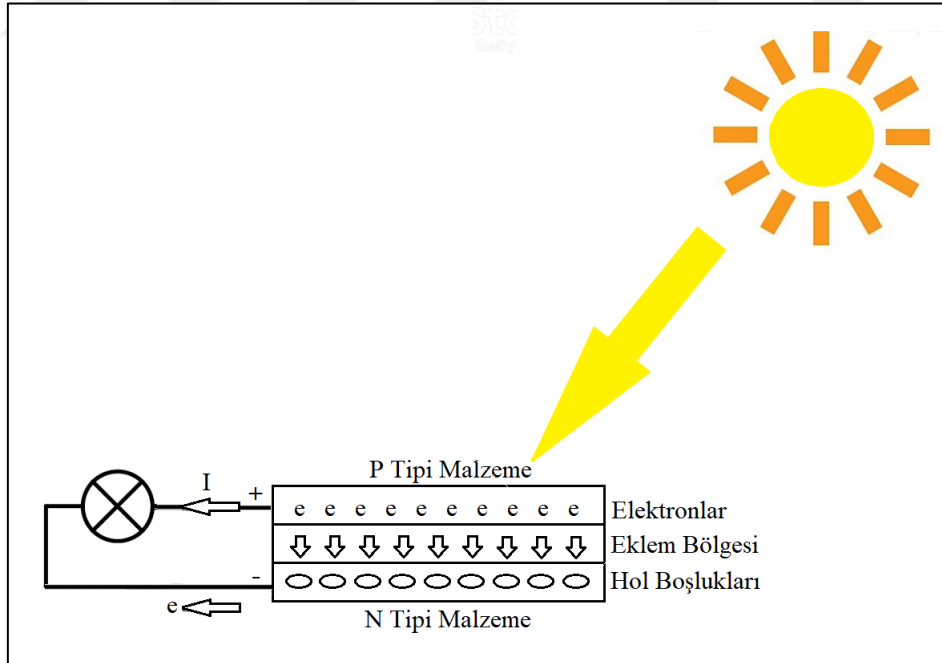 P Tipi Malzeme
I
+
e e e e e e e e e
Elektronlar
Eklem Bölgesi
-
Hol Boşlukları
e
N Tipi Malzeme